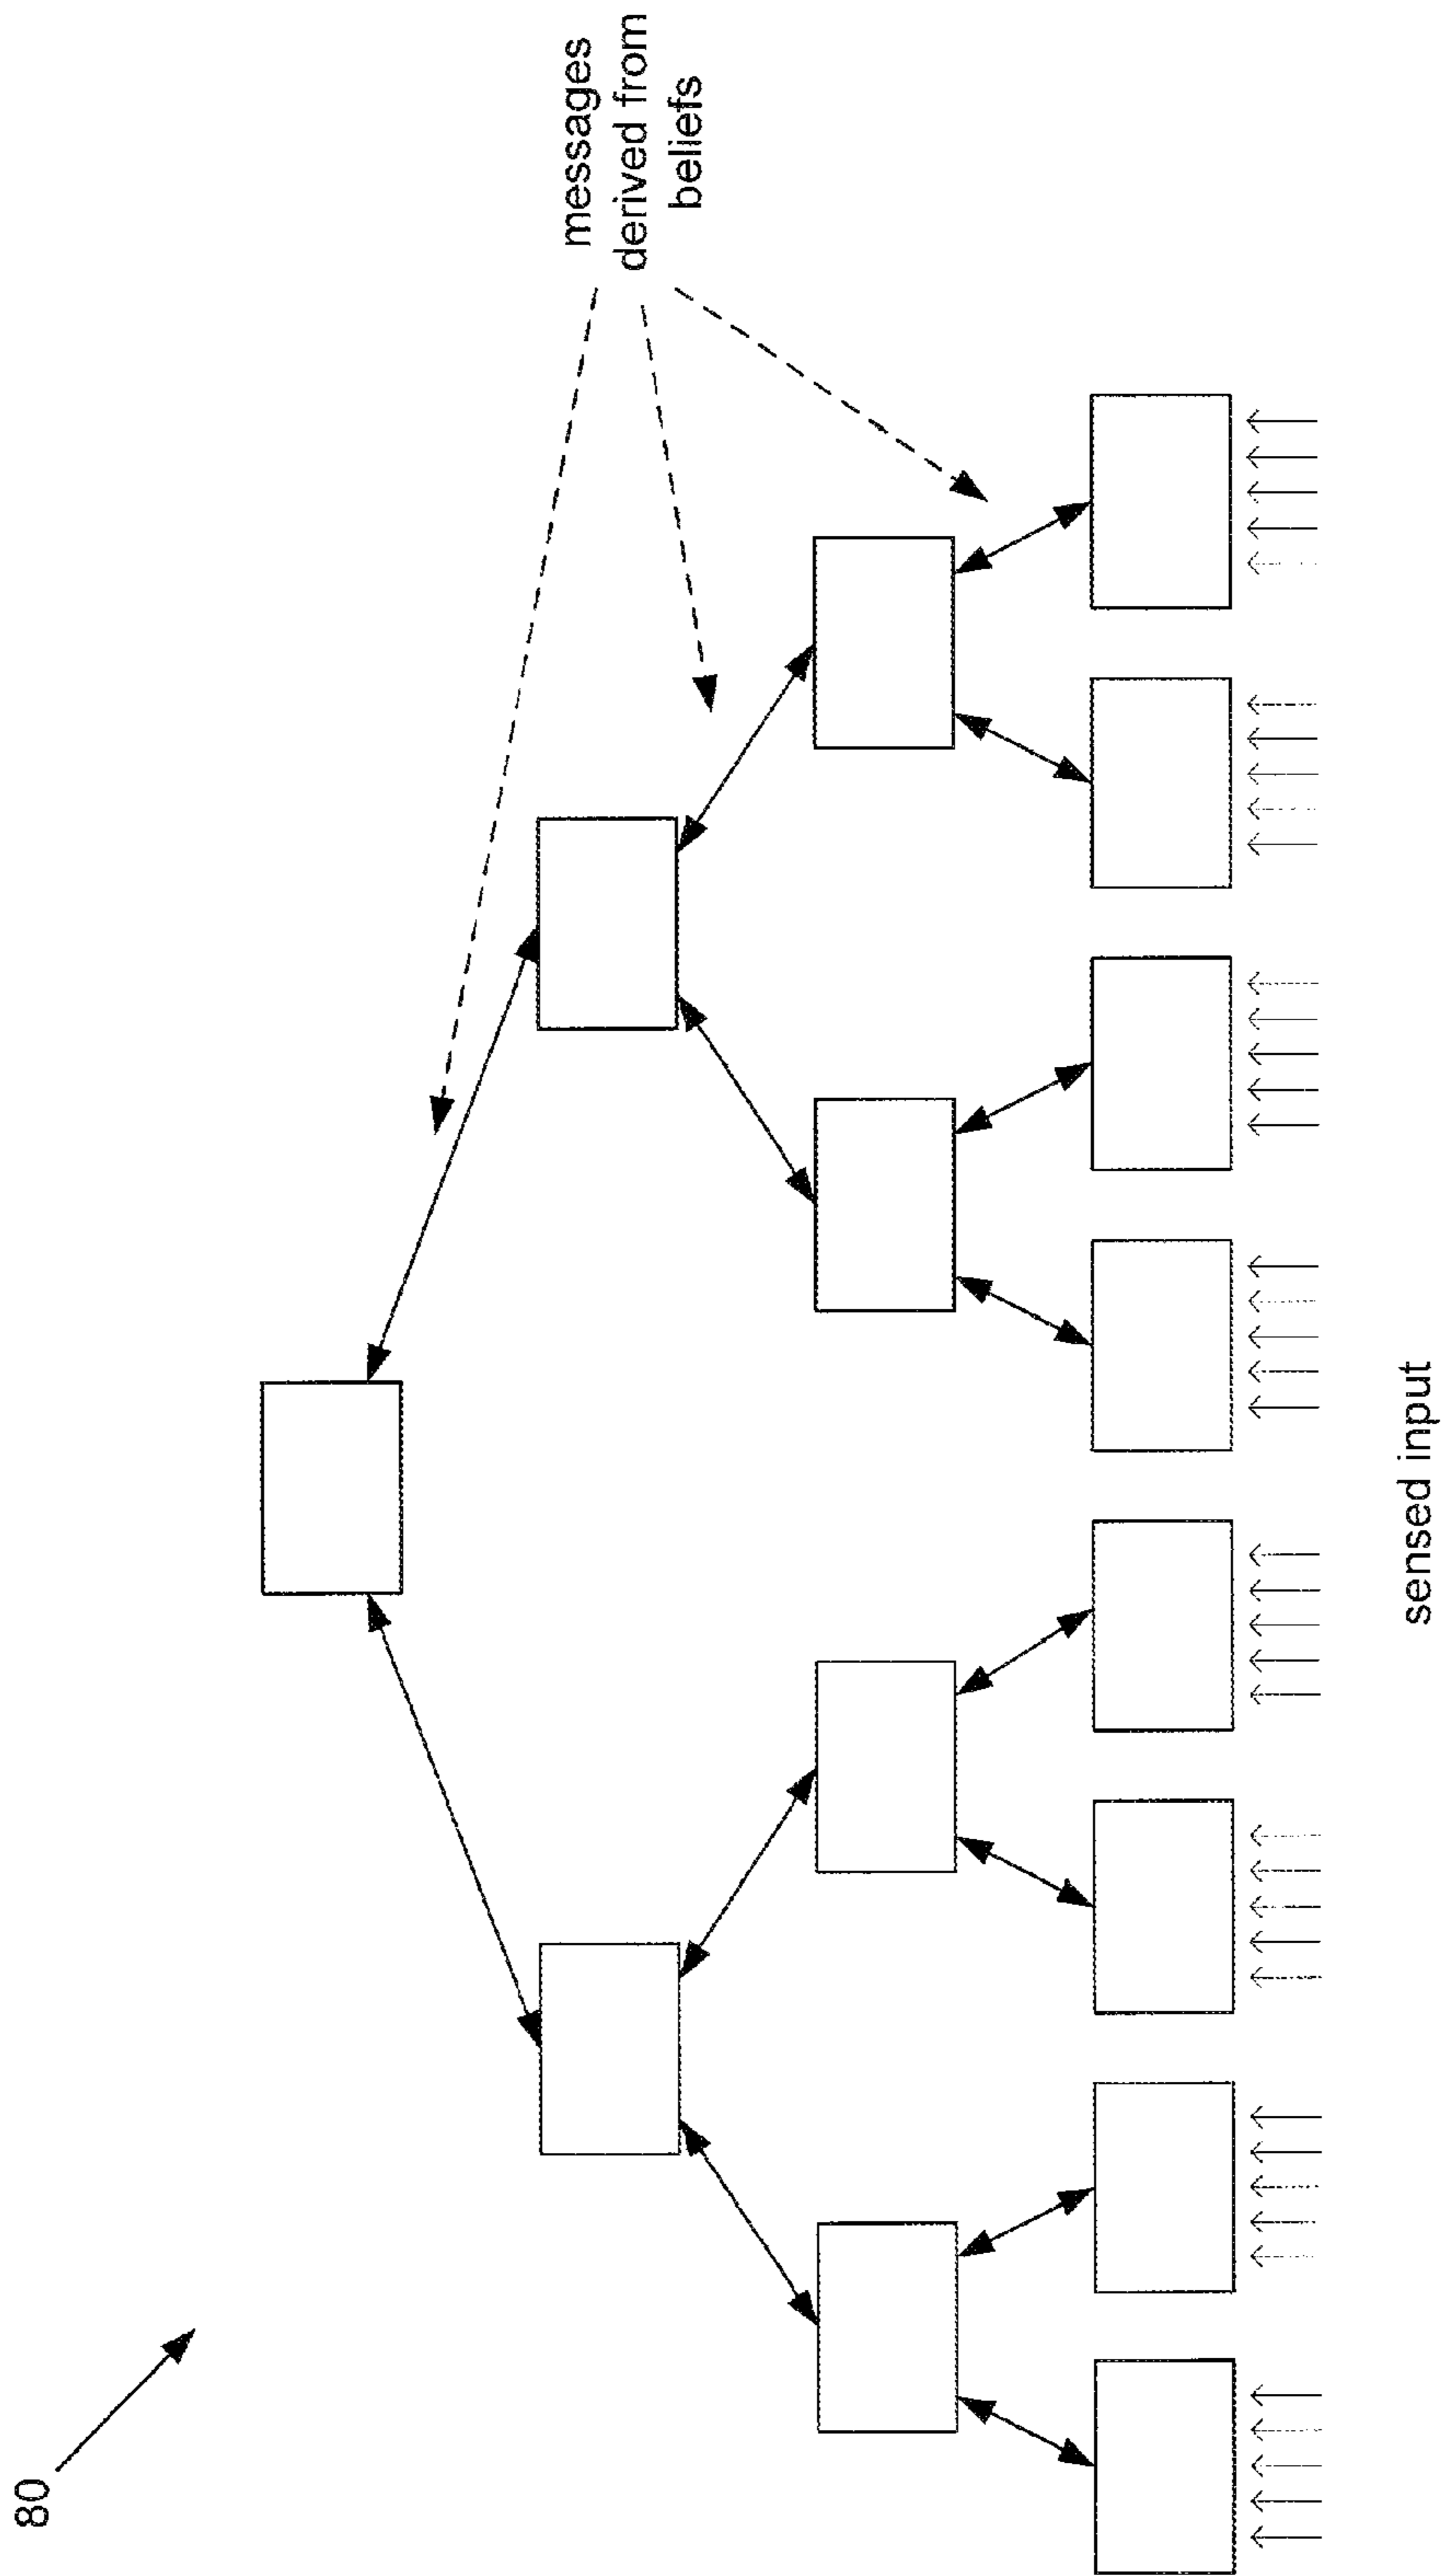 80
messages
derived from
beliefs
sensed input